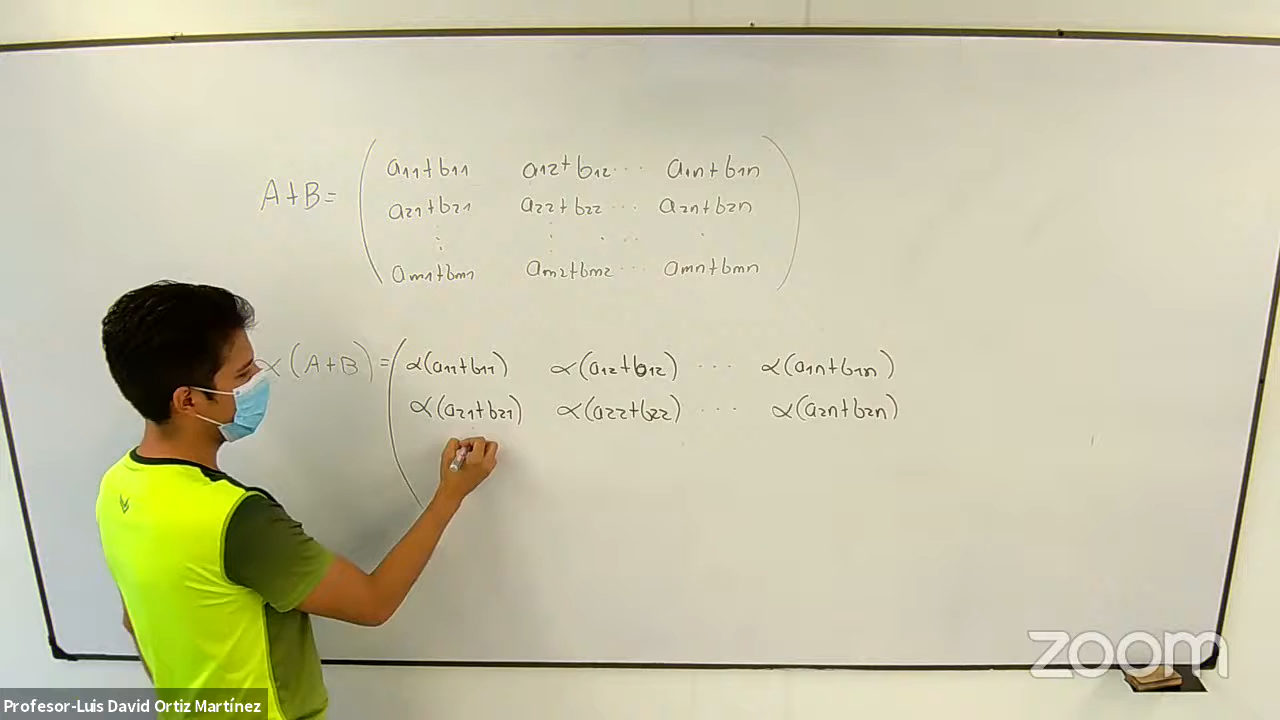 a11+b11 a12+b12 ... a1n+b1n
A+B= a21+b21 a22+b22 ... a2n+b2n
⋮ ⋮ ⋱ ⋮
am1+bm1 am2+bm2 ... amn+bmn
α(A+B)= ( α(a11+b11) α(a12+b12) ... α(a1n+b1n)
α(a21+b21) α(a22+b22) ... α(a2n+b2n)
zoom
Profesor-Luis David Ortiz Martínez